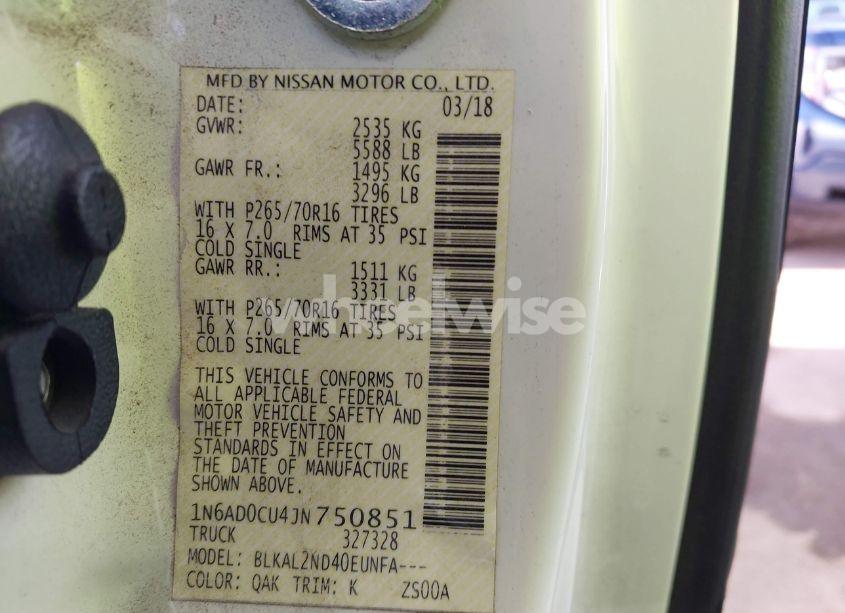 MFD BY NISSAN MOTOR CO., LTD.
DATE: 03/18
GVWR: 2535 KG
5588 LB
GAWR FR.: 1495 KG
3296 LB
WITH P265/70R16 TIRES
16 X 7.0 RIMS AT 35 PSI
COLD SINGLE
GAWR RR.: 1511 KG
3331 LB
WITH P265/70R16 TIRES
16 X 7.0 RIMS AT 35 PSI
COLD SINGLE
wheelwise
THIS VEHICLE CONFORMS TO
ALL APPLICABLE FEDERAL
MOTOR VEHICLE SAFETY AND
THEFT PREVENTION
STANDARDS IN EFFECT ON
THE DATE OF MANUFACTURE
SHOWN ABOVE.
1N6AD0CU4JN750851
TRUCK 327328
MODEL: BLKAL2ND40EUNFA---
COLOR: QAK TRIM: K ZS00A